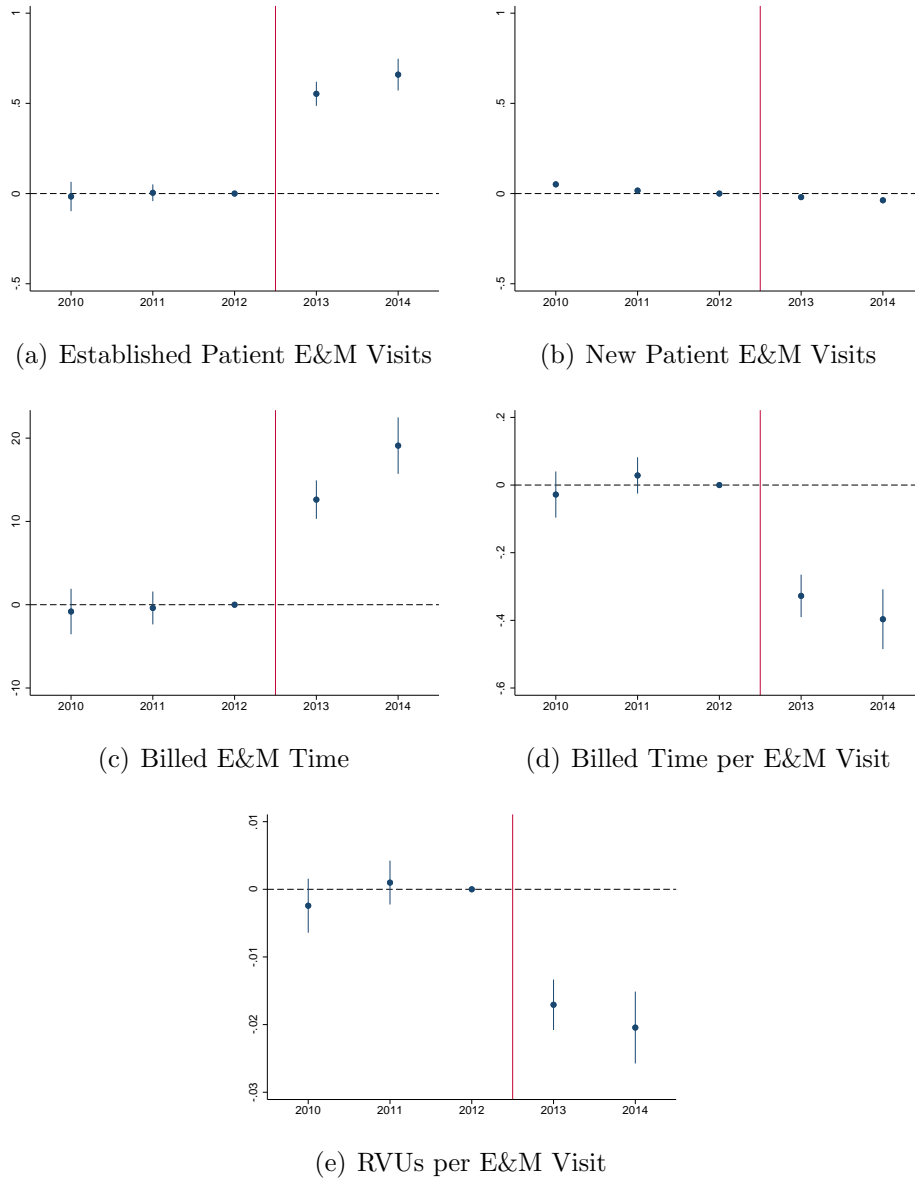 1
.5
0
-.5
2010 2011 2012 2013 2014
(a) Established Patient E&M Visits
1
.5
0
-.5
2010 2011 2012 2013 2014
(b) New Patient E&M Visits
20
10
0
-10
2010 2011 2012 2013 2014
(c) Billed E&M Time
.2
0
-.2
-.4
-.6
2010 2011 2012 2013 2014
(d) Billed Time per E&M Visit
.01
0
-.01
-.02
-.03
2010 2011 2012 2013 2014
(e) RVUs per E&M Visit